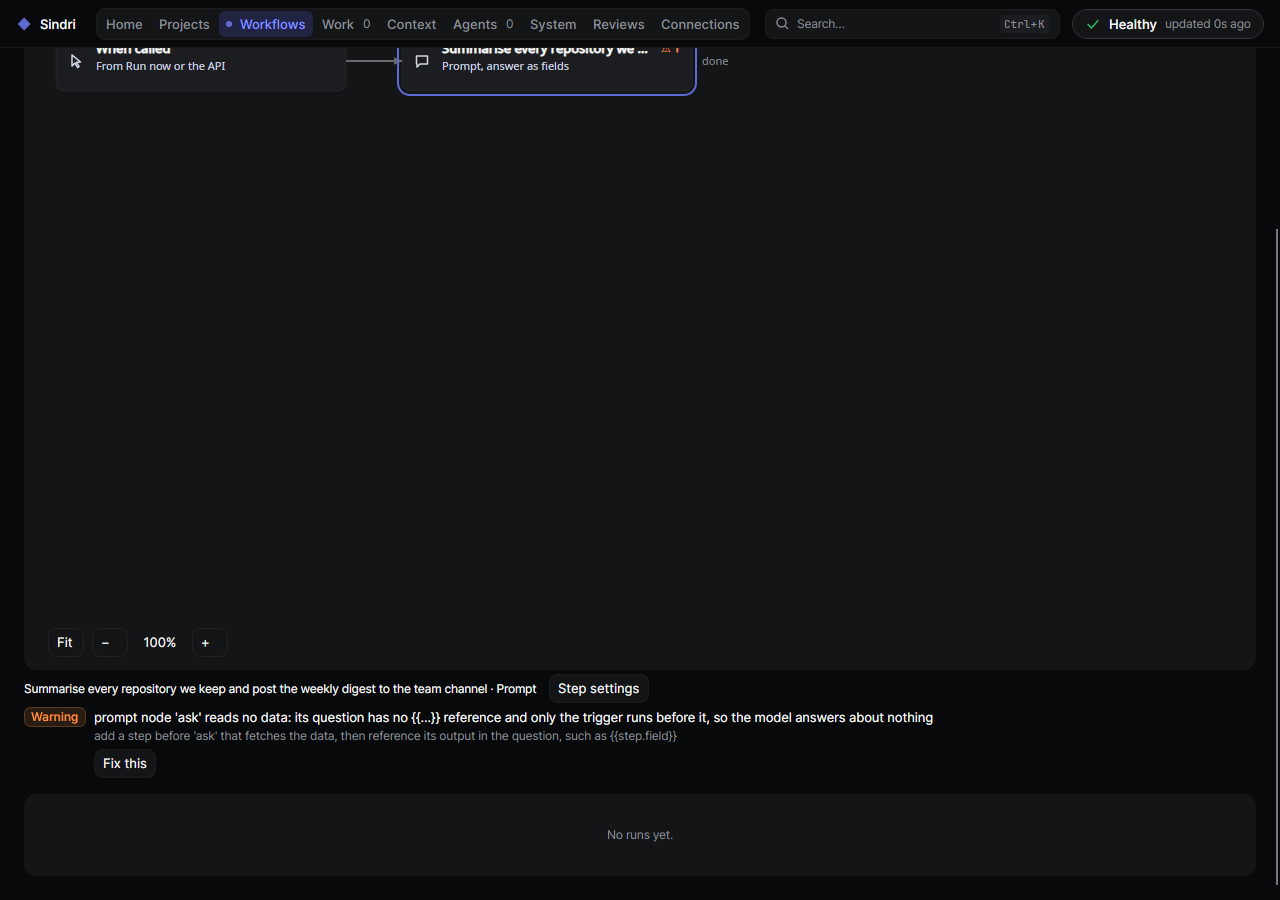 Sindri
Home Projects Workflows Work 0 Context Agents 0 System Reviews Connections
Search... Ctrl+K
Healthy updated 0s ago
When called
From Run now or the API
Summarise every repository we ...
Prompt, answer as fields
done
Fit − 100% +
Summarise every repository we keep and post the weekly digest to the team channel · Prompt Step settings
Warning prompt node 'ask' reads no data: its question has no {{...}} reference and only the trigger runs before it, so the model answers about nothing
add a step before 'ask' that fetches the data, then reference its output in the question, such as {{step.field}}
Fix this
No runs yet.